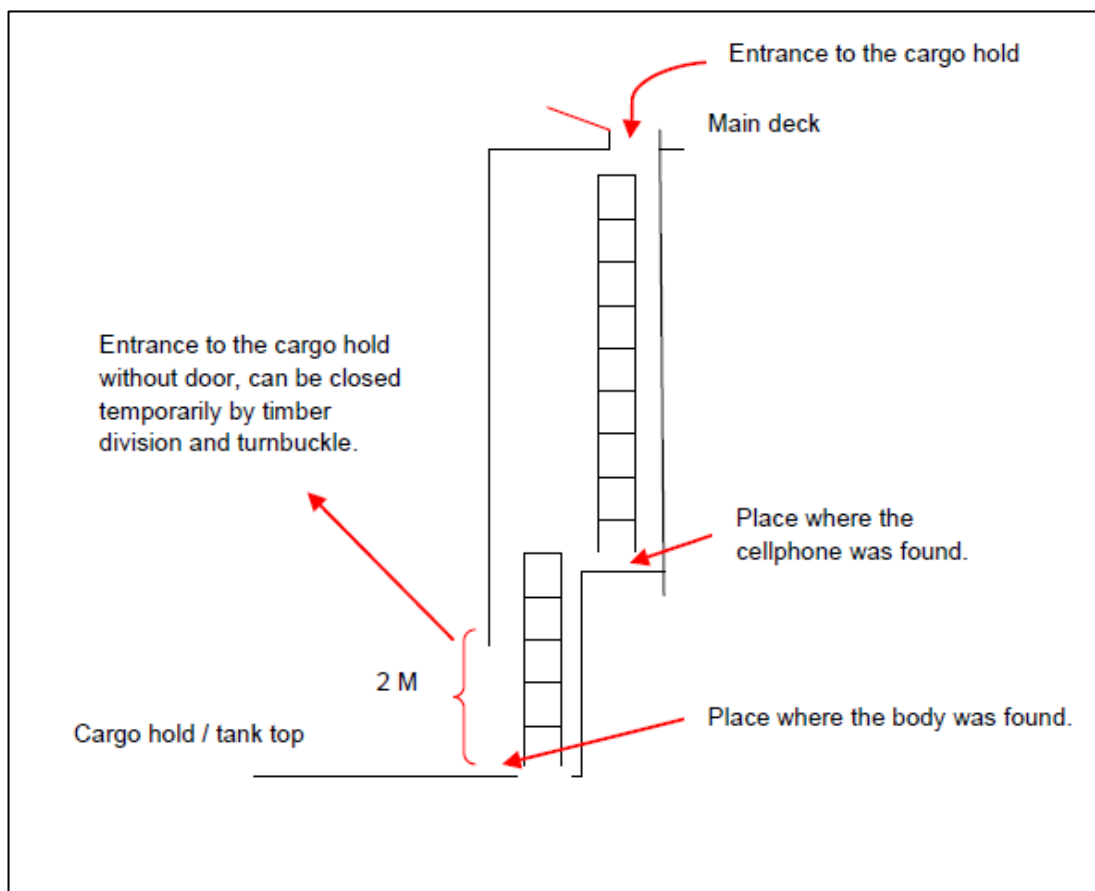 Entrance to the cargo hold
Main deck
Entrance to the cargo hold
without door, can be closed
temporarily by timber
division and turnbuckle.
Place where the
cellphone was found.
2 M
Place where the body was found.
Cargo hold / tank top